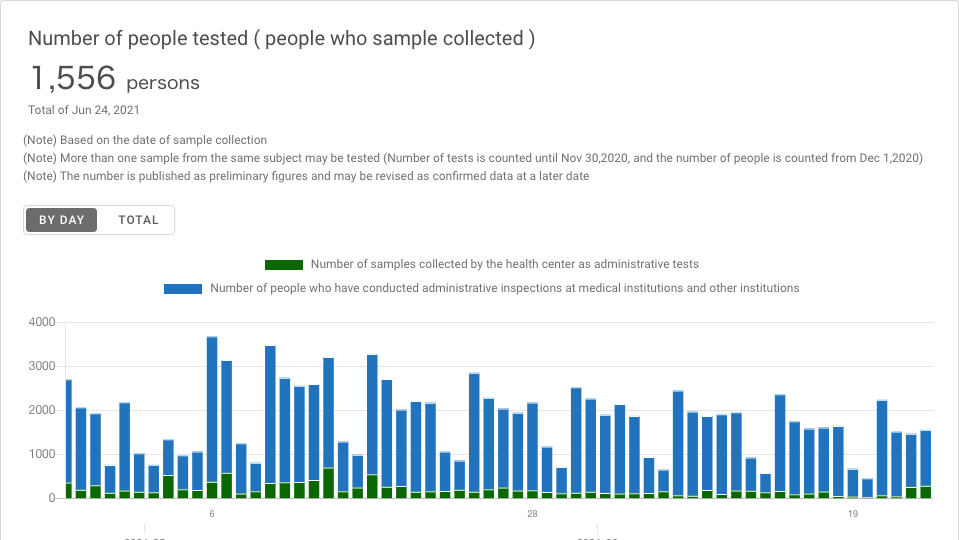 Number of people tested ( people who sample collected )
1,556 persons
Total of Jun 24, 2021
(Note) Based on the date of sample collection
(Note) More than one sample from the same subject may be tested (Number of tests is counted until Nov 30,2020, and the number of people is counted from Dec 1,2020)
(Note) The number is published as preliminary figures and may be revised as confirmed data at a later date
BY DAY TOTAL
Number of samples collected by the health center as administrative tests
Number of people who have conducted administrative inspections at medical institutions and other institutions
4000
3000
2000
1000
0
6 28 19